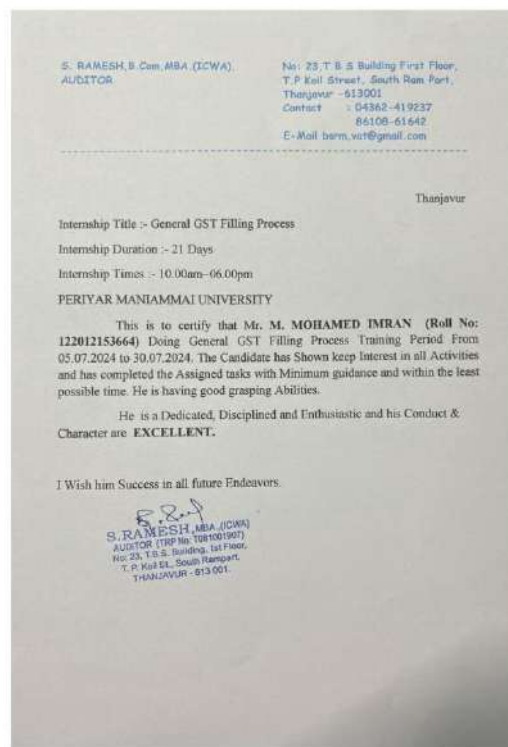 S. RAMESH,B.Com,MBA.(ICWA).
AUDITOR
No: 23,T B S Building First Floor,
T.P Koil Street, South Ram Part,
Thanjavur -613001
Contact : 04362-419237
86108-61642
E-Mail bsrm.vat@gmail.com
Thanjavur
Internship Title :- General GST Filling Process
Internship Duration :- 21 Days
Internship Times :- 10.00am–06.00pm
PERIYAR MANIAMMAI UNIVERSITY
This is to certify that Mr. M. MOHAMED IMRAN (Roll No:
122012153664) Doing General GST Filling Process Training Period From
05.07.2024 to 30.07.2024. The Candidate has Shown keep Interest in all Activities
and has completed the Assigned tasks with Minimum guidance and within the least
possible time. He is having good grasping Abilities.
He is a Dedicated, Disciplined and Enthusiastic and his Conduct &
Character are EXCELLENT.
I Wish him Success in all future Endeavors.
S.RAMESH,MBA.,(ICWA)
AUDITOR (TRP No: T081001907)
No: 23, T.B.S. Building, Ist Floor,
T. P. Koil St., South Rampart,
THANJAVUR - 613 001.